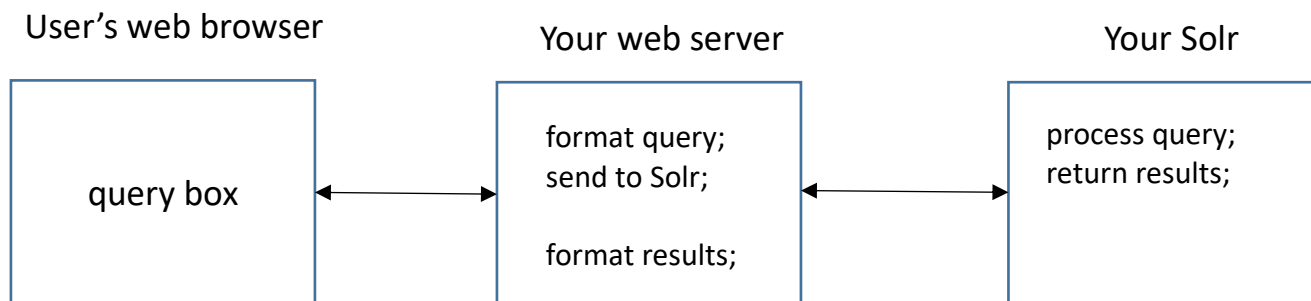 User’s web browser
Your web server
Your Solr
query box
format query;
send to Solr;
format results;
process query;
return results;